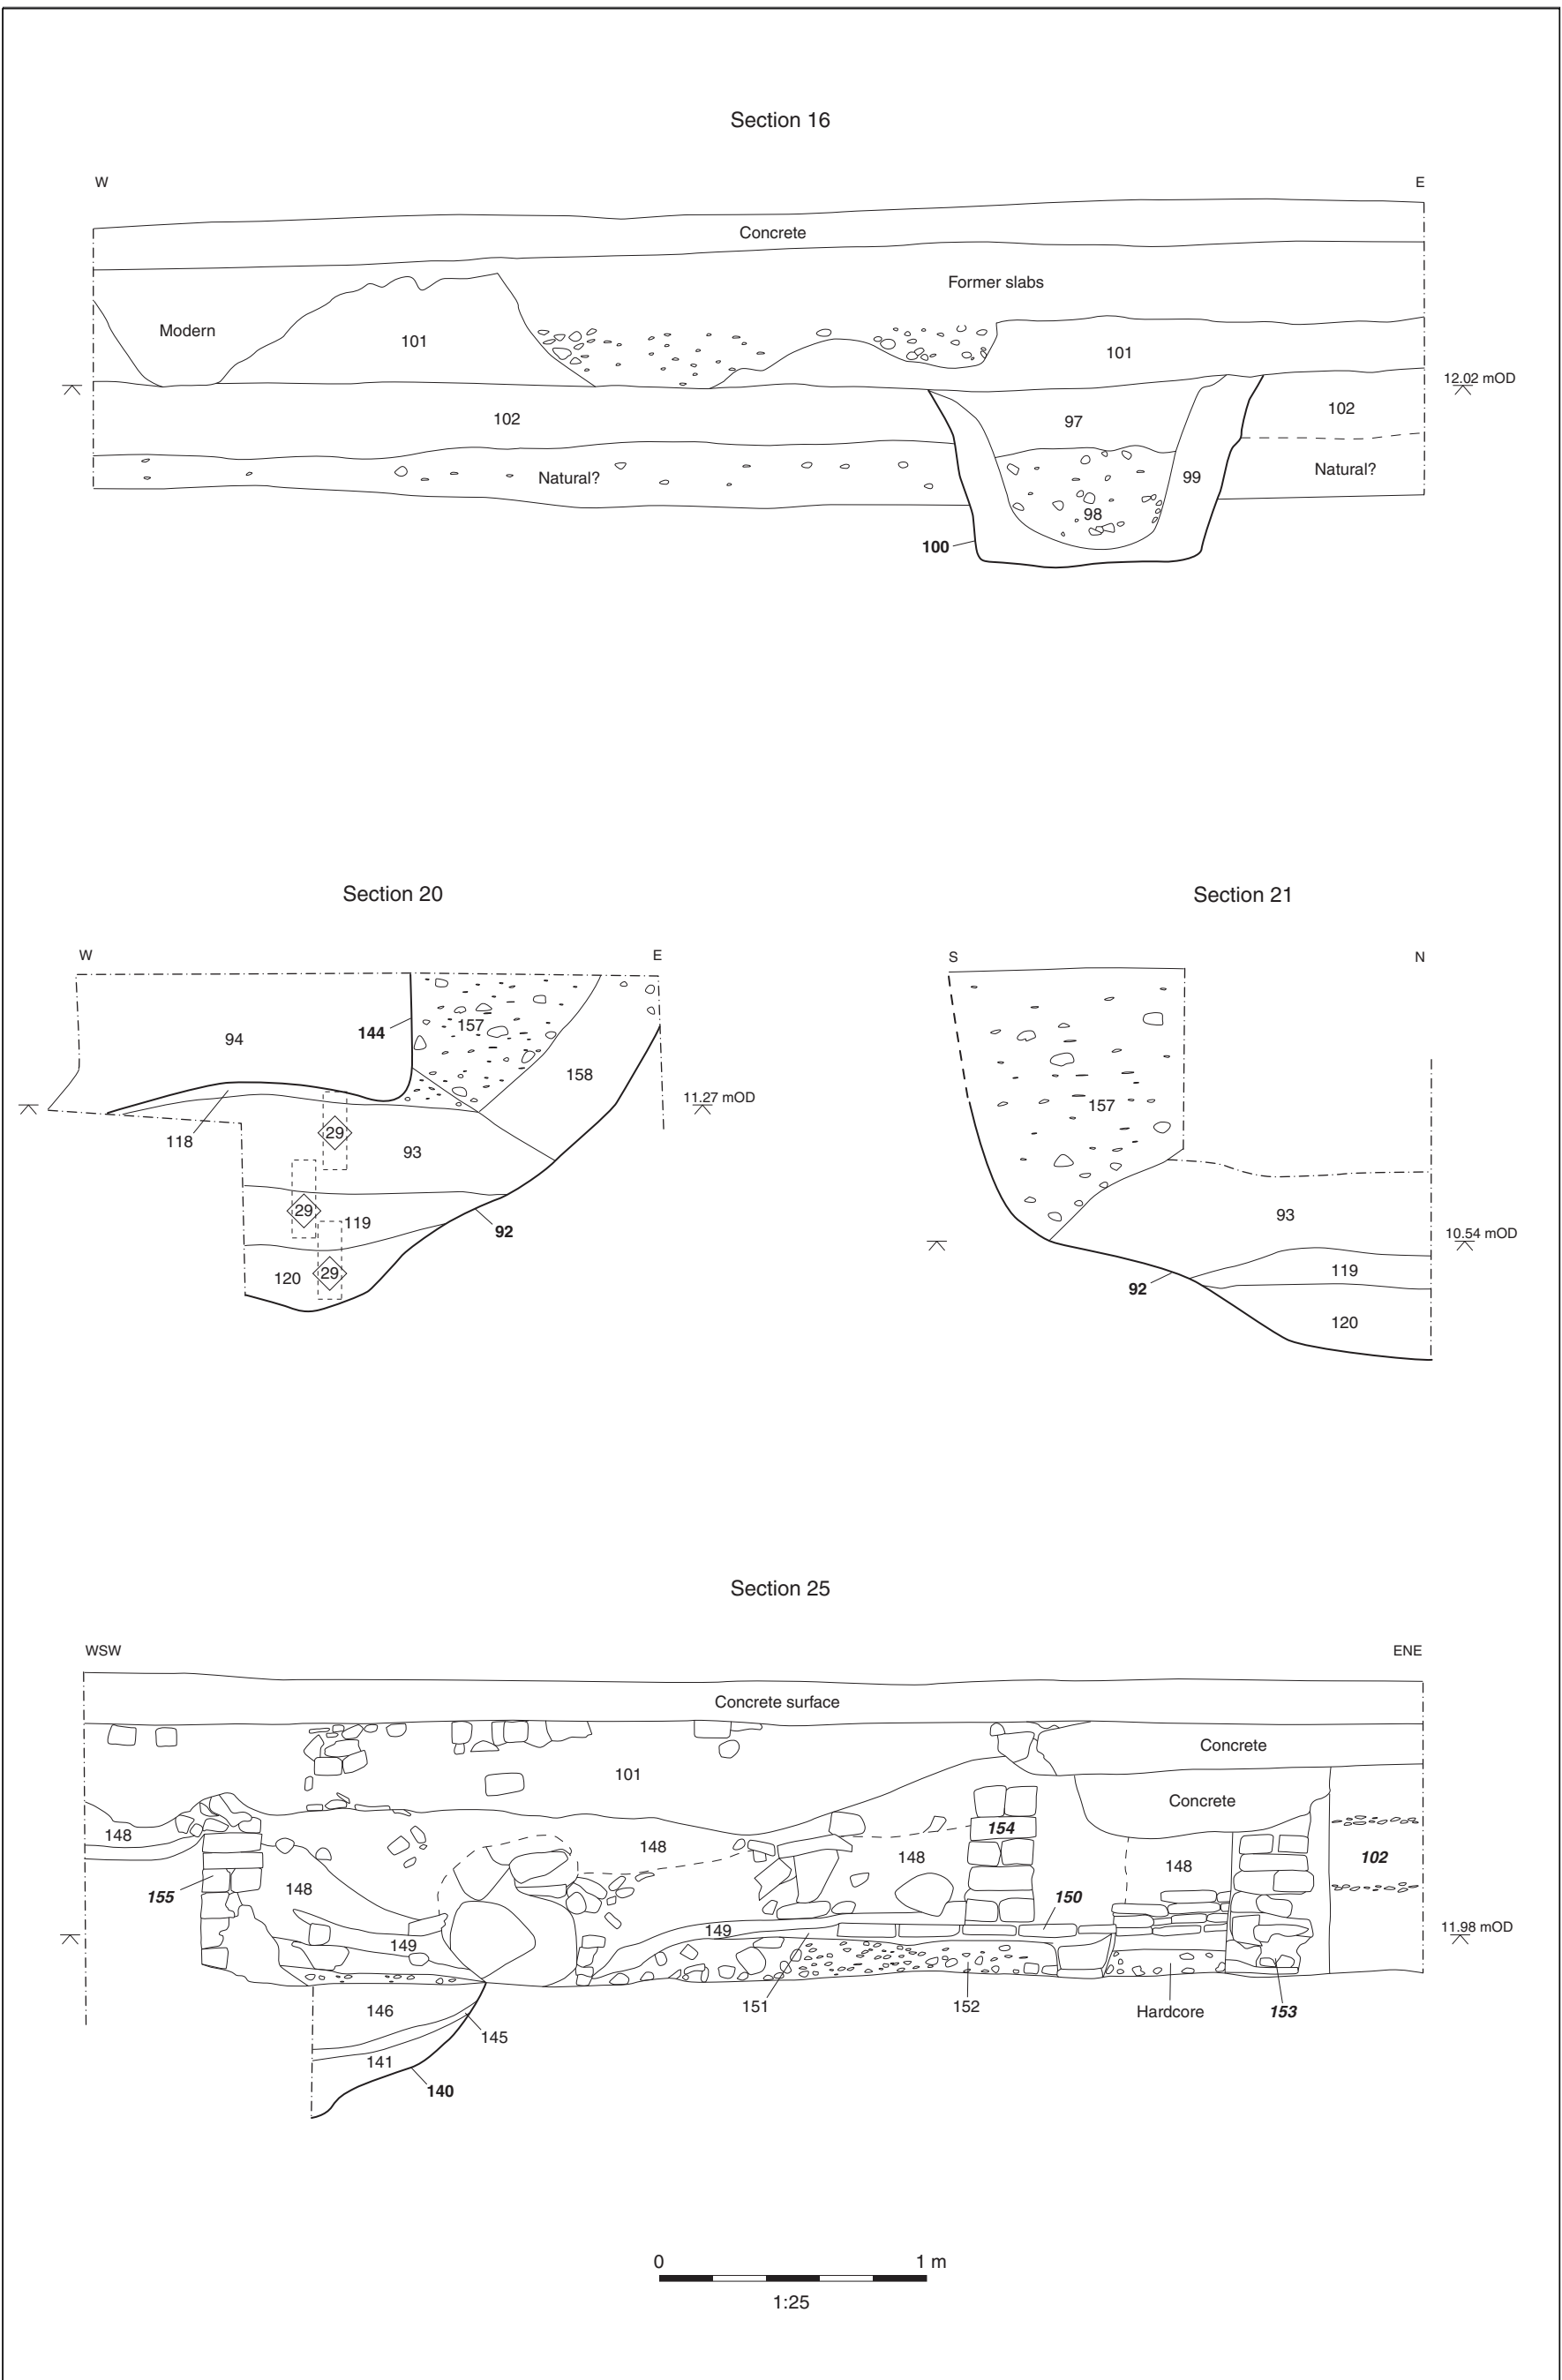 Section 16
W E
Concrete
Former slabs
Modern
101
101
12.02 mOD
102
102
97
Natural?
Natural?
99
98
100
Section 20
Section 21
W E
S N
94
144
157
158
11.27 mOD
157
118
29
93
29
119
92
93
10.54 mOD
120
29
119
92
120
Section 25
WSW ENE
Concrete surface
Concrete
101
Concrete
148
154
148
148
148
102
155
148
150
149
149
11.98 mOD
151
152
Hardcore
153
146
145
141
140
0 1 m
1:25